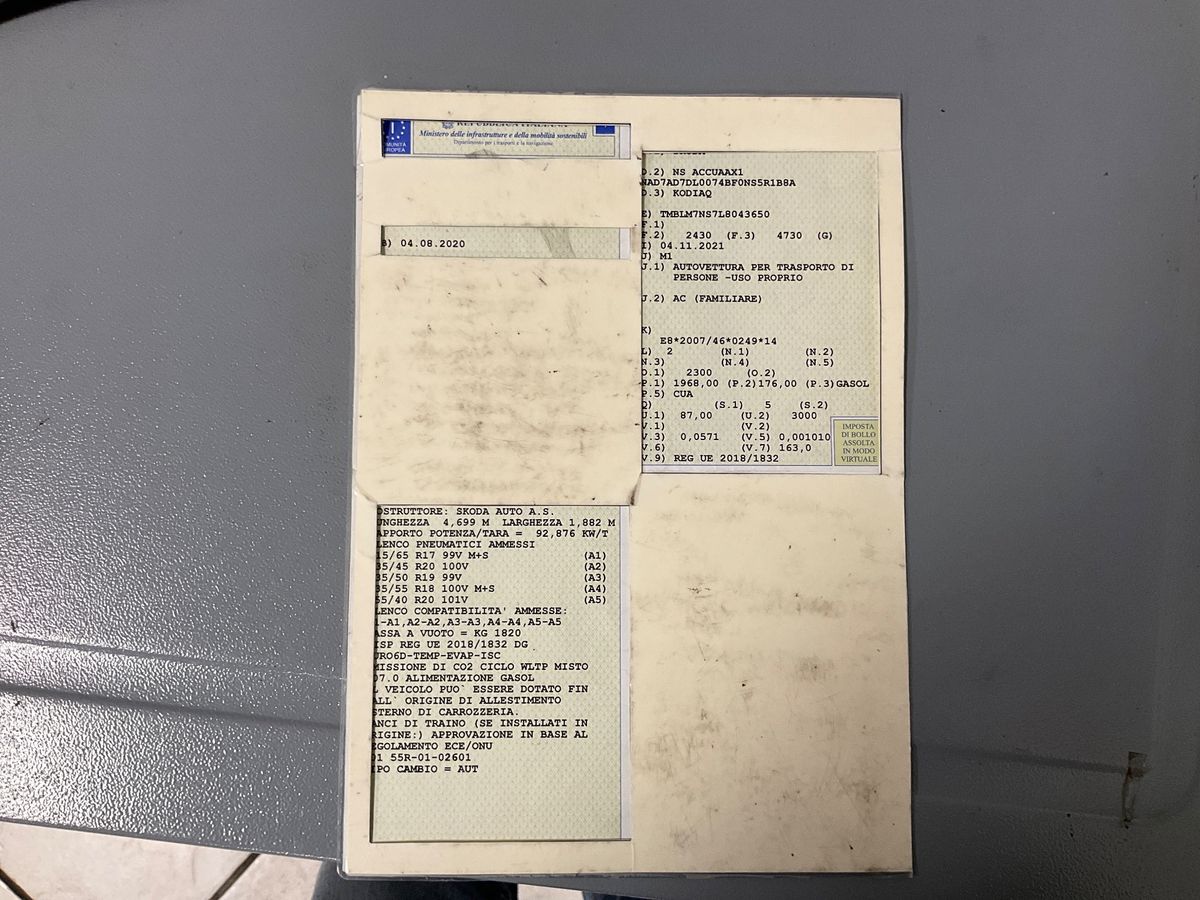 REPUBBLICA ITALIANA
Ministero delle infrastrutture e della mobilità sostenibili
Dipartimento per i trasporti e la navigazione
I
MUNITÀ
ROPEA
B) 04.08.2020
.2) NS ACCUAAX1
NAD7AD7DL0074BF0NS5R1B8A
.3) KODIAQ
E) TMBLM7NS7L8043650
F.1)
F.2) 2430 (F.3) 4730 (G)
I) 04.11.2021
J) M1
J.1) AUTOVETTURA PER TRASPORTO DI
PERSONE -USO PROPRIO
J.2) AC (FAMILIARE)
K)
E8*2007/46*0249*14
L) 2 (N.1) (N.2)
N.3) (N.4) (N.5)
O.1) 2300 (O.2)
P.1) 1968,00 (P.2)176,00 (P.3)GASOL
P.5) CUA
Q) (S.1) 5 (S.2)
U.1) 87,00 (U.2) 3000
V.1) (V.2)
V.3) 0,0571 (V.5) 0,001010
V.6) (V.7) 163,0
V.9) REG UE 2018/1832
IMPOSTA
DI BOLLO
ASSOLTA
IN MODO
VIRTUALE
OSTRUTTORE: SKODA AUTO A.S.
UNGHEZZA 4,699 M LARGHEZZA 1,882 M
APPORTO POTENZA/TARA = 92,876 KW/T
LENCO PNEUMATICI AMMESSI
15/65 R17 99V M+S (A1)
35/45 R20 100V (A2)
35/50 R19 99V (A3)
35/55 R18 100V M+S (A4)
55/40 R20 101V (A5)
LENCO COMPATIBILITA' AMMESSE:
1-A1,A2-A2,A3-A3,A4-A4,A5-A5
ASSA A VUOTO = KG 1820
ISP REG UE 2018/1832 DG
URO6D-TEMP-EVAP-ISC
MISSIONE DI CO2 CICLO WLTP MISTO
07.0 ALIMENTAZIONE GASOL
L VEICOLO PUO` ESSERE DOTATO FIN
ALL` ORIGINE DI ALLESTIMENTO
STERNO DI CARROZZERIA.
ANCI DI TRAINO (SE INSTALLATI IN
RIGINE:) APPROVAZIONE IN BASE AL
EGOLAMENTO ECE/ONU
01 55R-01-02601
IPO CAMBIO = AUT